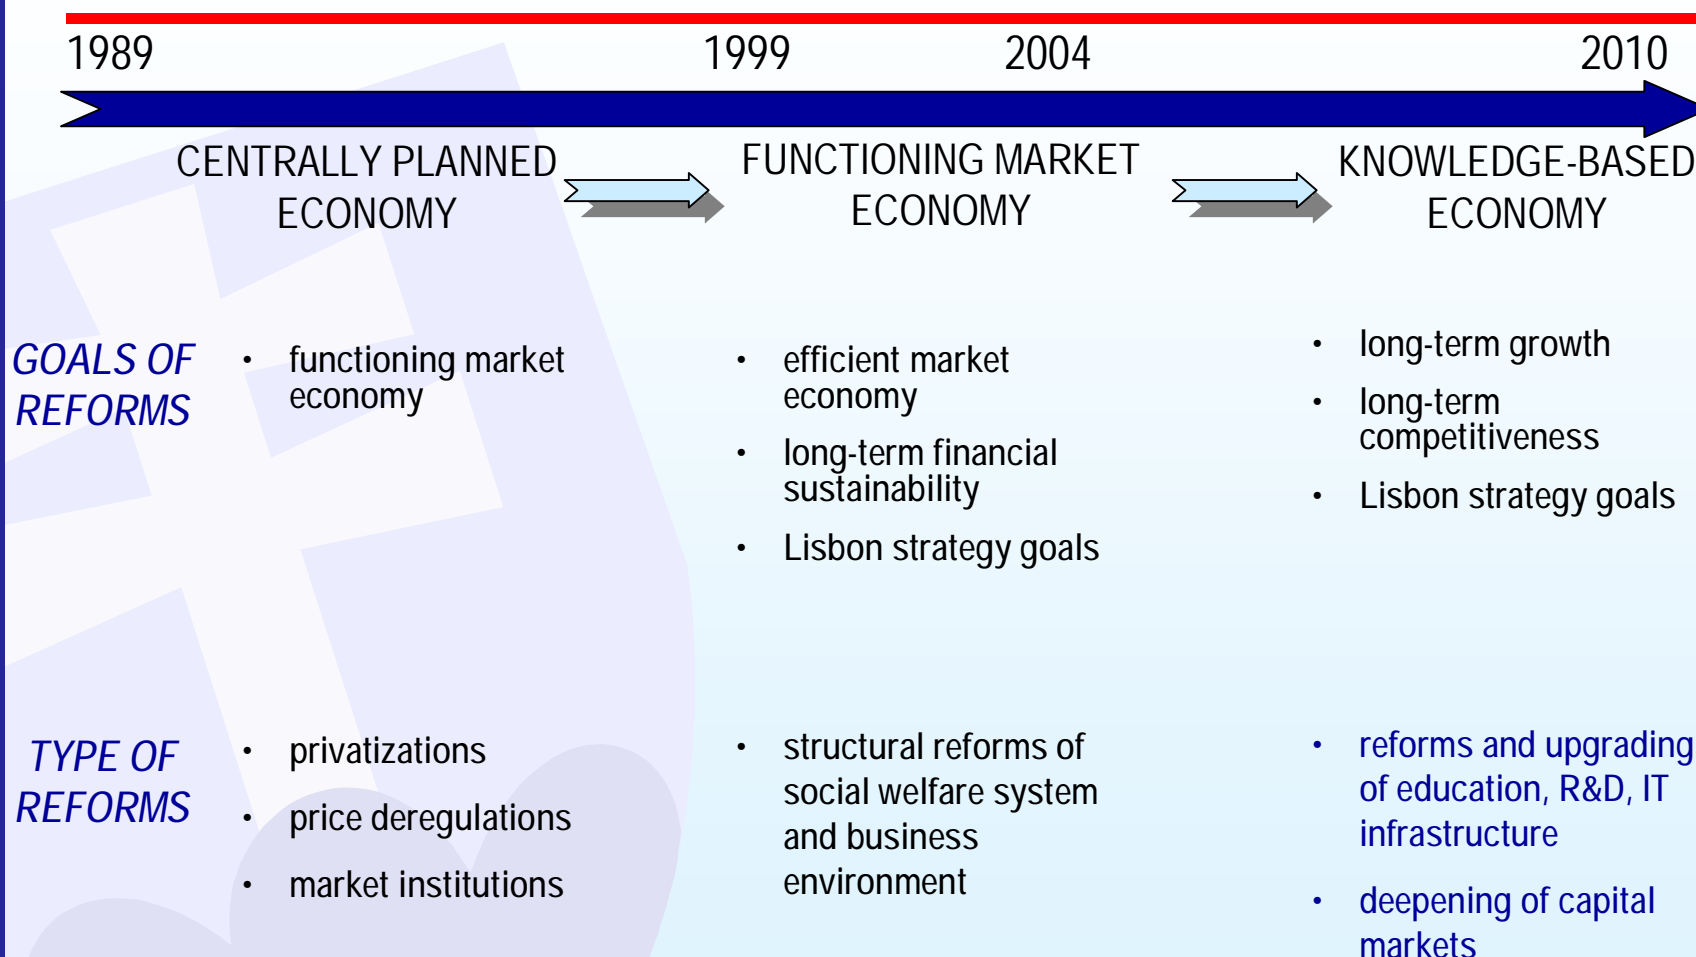 1989 1999 2004 2010
CENTRALLY PLANNED
ECONOMY
FUNCTIONING MARKET
ECONOMY
KNOWLEDGE-BASED
ECONOMY
GOALS OF
REFORMS
• functioning market
economy
• efficient market
economy
• long-term financial
sustainability
• Lisbon strategy goals
• long-term growth
• long-term
competitiveness
• Lisbon strategy goals
TYPE OF
REFORMS
• privatizations
• price deregulations
• market institutions
• structural reforms of
social welfare system
and business
environment
• reforms and upgrading
of education, R&D, IT
infrastructure
• deepening of capital
markets